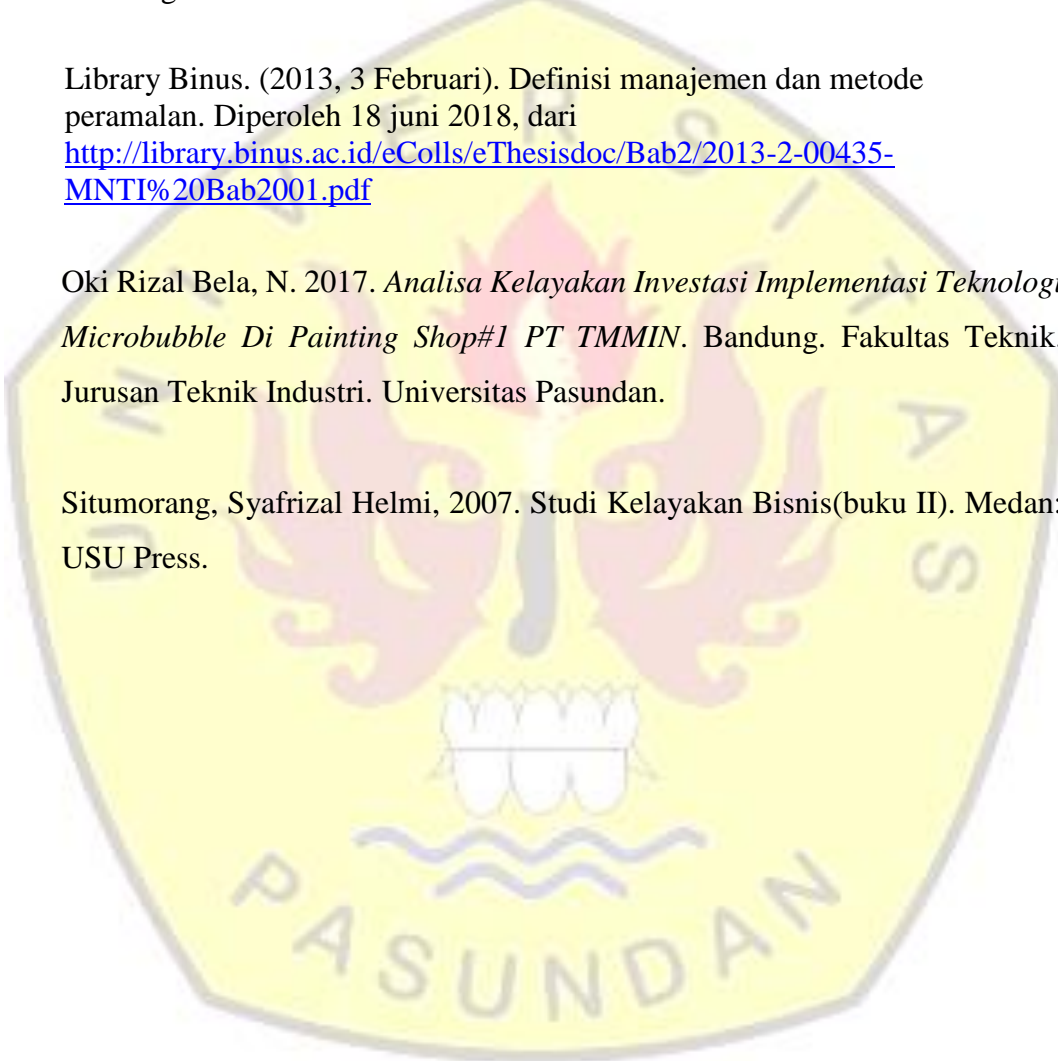 Library Binus. (2013, 3 Februari). Definisi manajemen dan metode
peramalan. Diperoleh 18 juni 2018, dari
http://library.binus.ac.id/eColls/eThesisdoc/Bab2/2013-2-00435-
MNTI%20Bab2001.pdf
Oki Rizal Bela, N. 2017. Analisa Kelayakan Investasi Implementasi Teknologi
Microbubble Di Painting Shop#1 PT TMMIN. Bandung. Fakultas Teknik.
Jurusan Teknik Industri. Universitas Pasundan.
Situmorang, Syafrizal Helmi, 2007. Studi Kelayakan Bisnis(buku II). Medan:
USU Press.
UNIVERSITAS
PASUNDAN